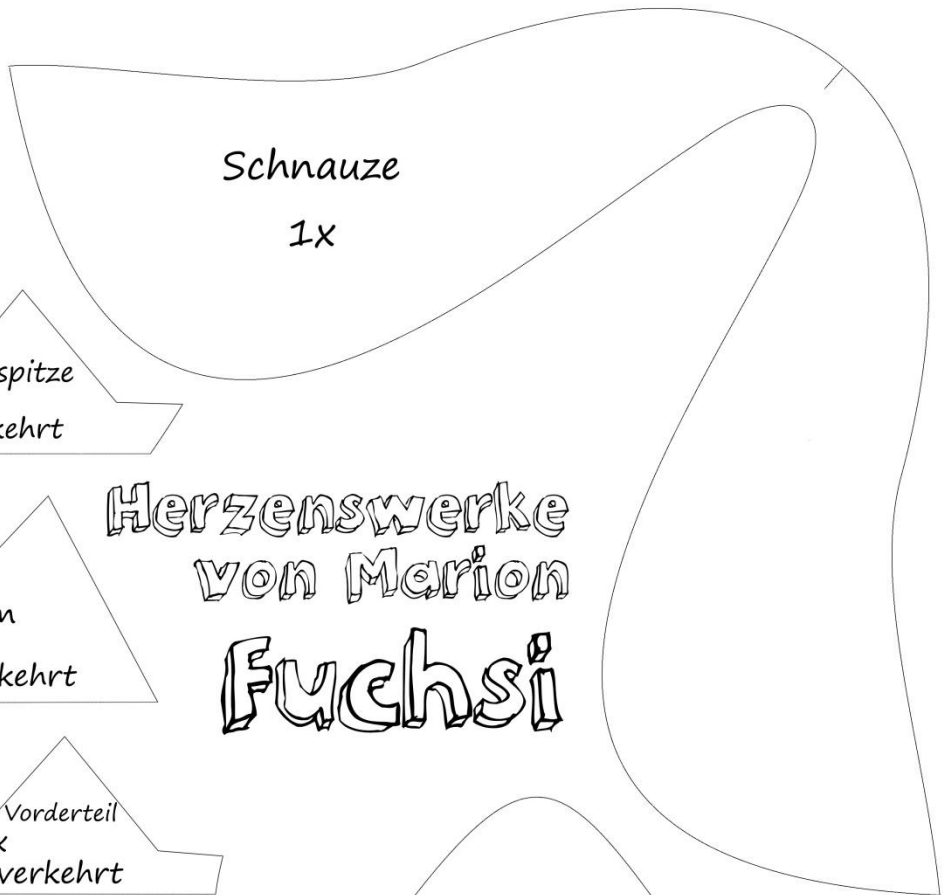 Schnauze
1x
spitze
kehrt
Herzenswerke
von Marion
Fuchsi
n
kehrt
Vorderteil
x
verkehrt